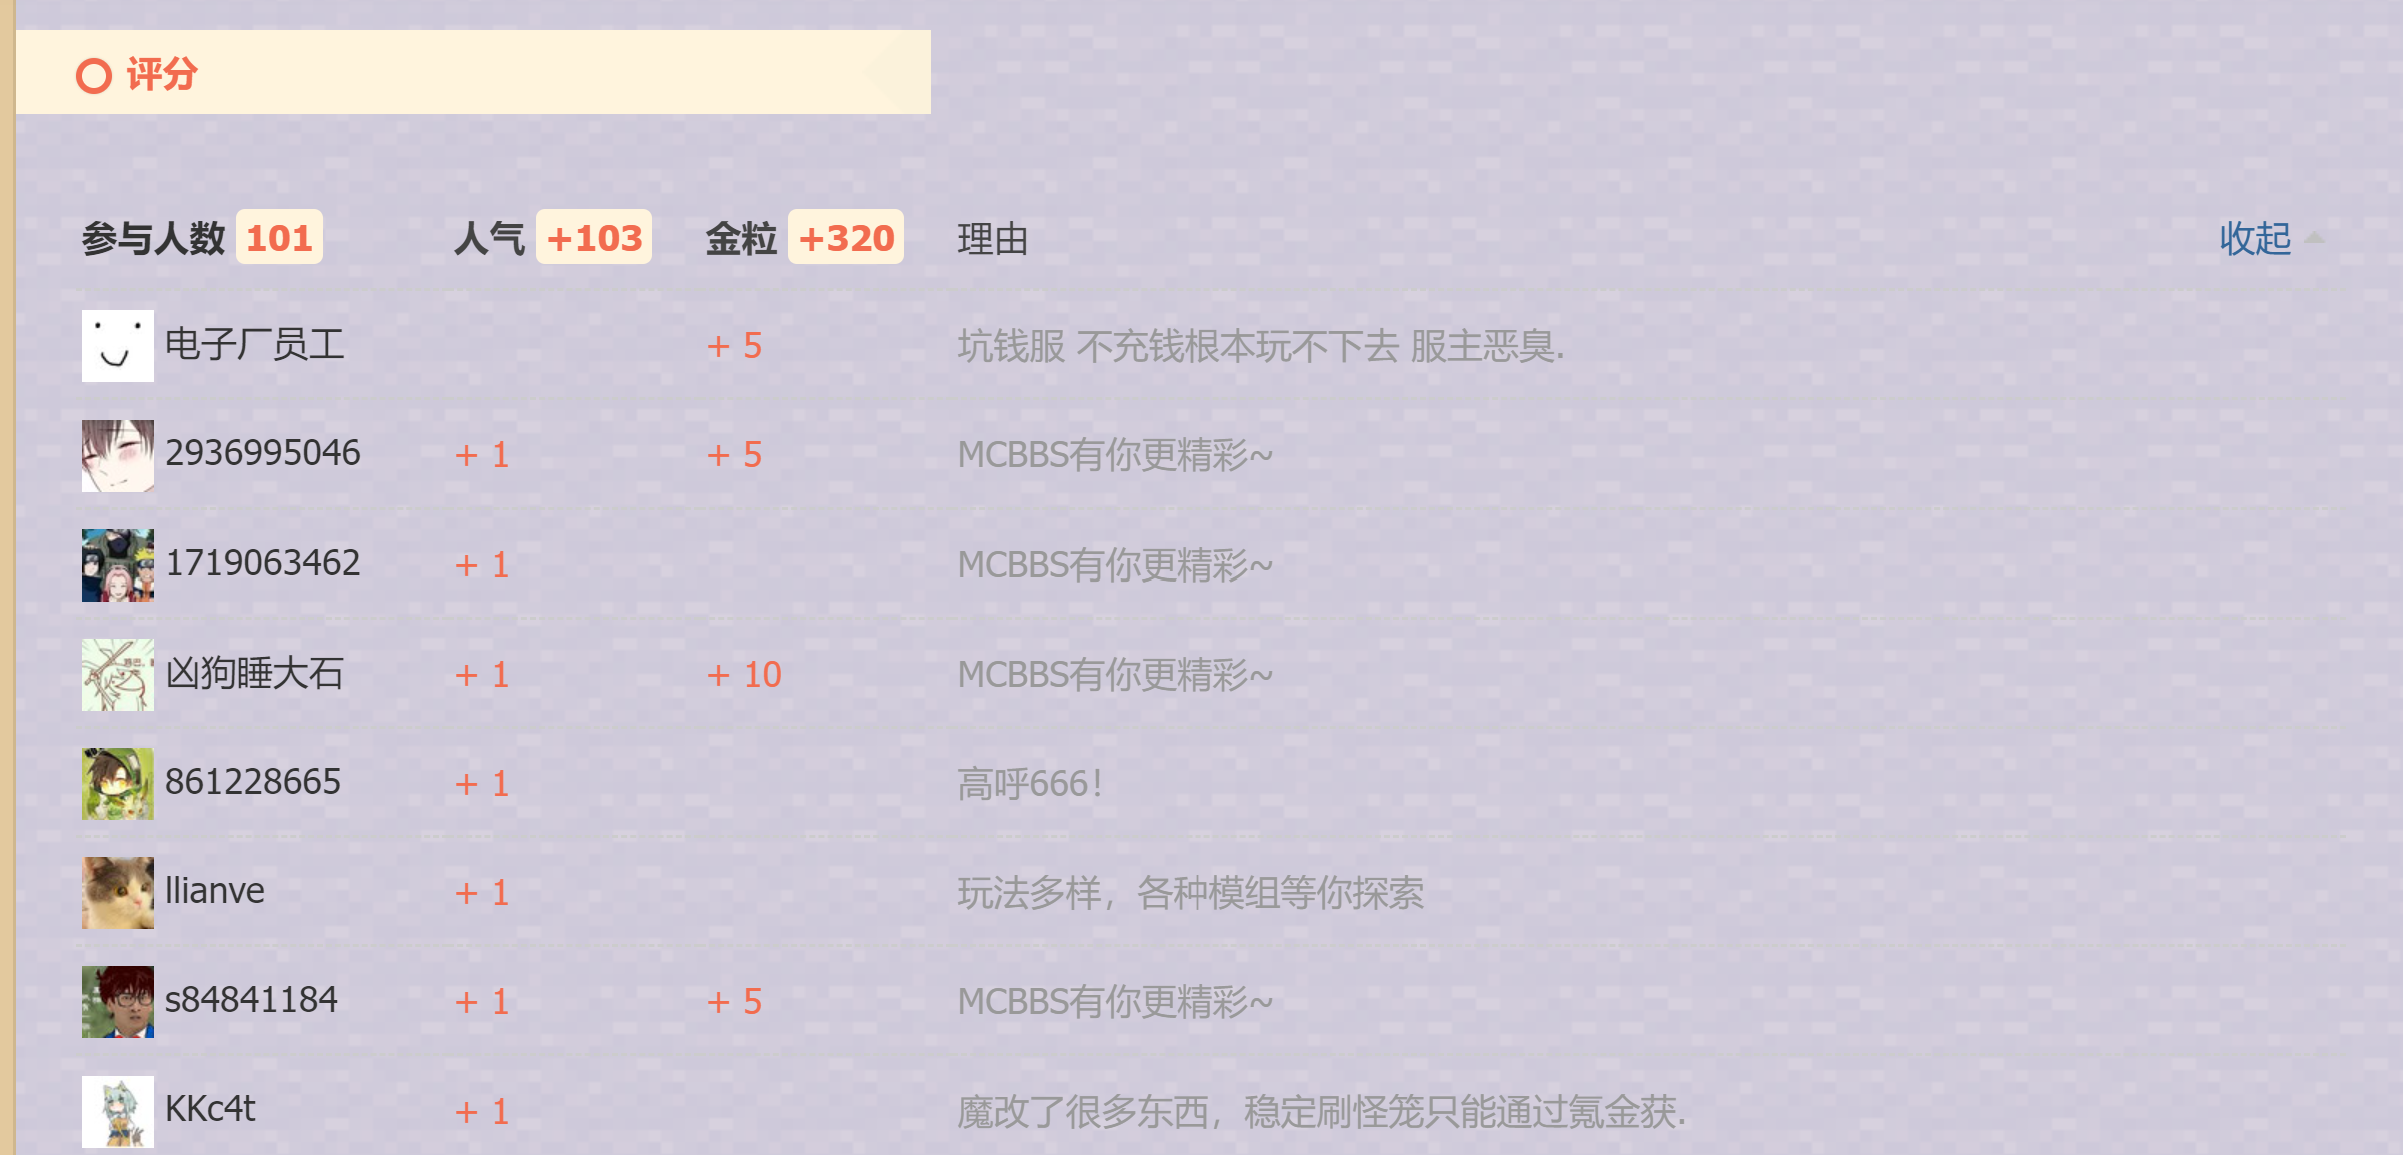 评分
参与人数 101 人气 +103 金粒 +320 理由 收起
电子厂员工 + 5 坑钱服 不充钱根本玩不下去 服主恶臭.
2936995046 + 1 + 5 MCBBS有你更精彩~
1719063462 + 1 MCBBS有你更精彩~
凶狗睡大石 + 1 + 10 MCBBS有你更精彩~
861228665 + 1 高呼666！
llianve + 1 玩法多样，各种模组等你探索
s84841184 + 1 + 5 MCBBS有你更精彩~
KKc4t + 1 魔改了很多东西，稳定刷怪笼只能通过氪金获.